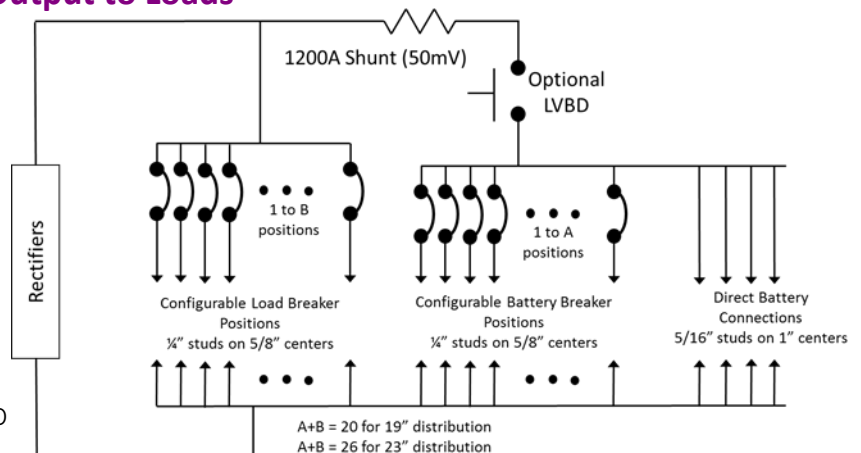 Output to Loads
1200A Shunt (50mV)
Optional
LVBD
Rectifiers
1 to B
positions
1 to A
positions
Configurable Load Breaker
Positions
¼” studs on 5/8” centers
Configurable Battery Breaker
Positions
¼” studs on 5/8” centers
Direct Battery
Connections
5/16” studs on 1” centers
0
A+B = 20 for 19” distribution
A+B = 26 for 23” distribution